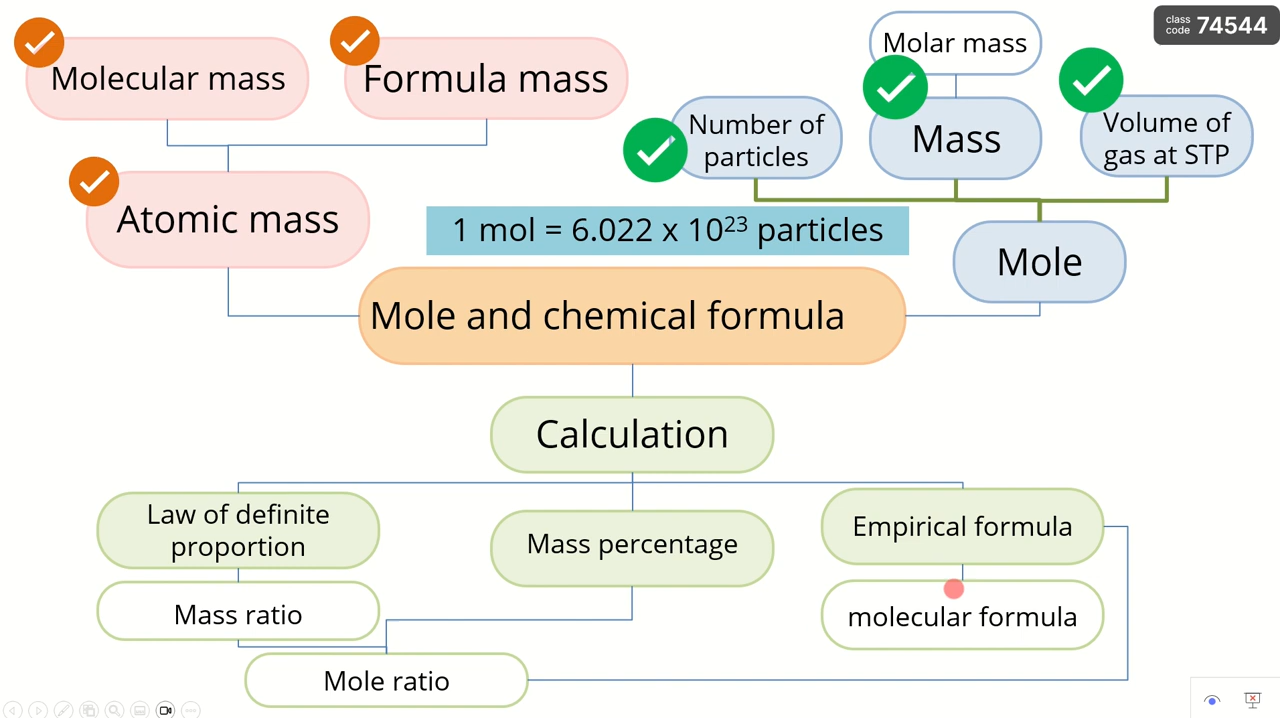 class
code 74544
Molar mass
Molecular mass
Formula mass
Number of
particles
Mass
Volume of
gas at STP
Atomic mass
1 mol = 6.022 x 10²³ particles
Mole
Mole and chemical formula
Calculation
Law of definite
proportion
Mass percentage
Empirical formula
Mass ratio
molecular formula
Mole ratio